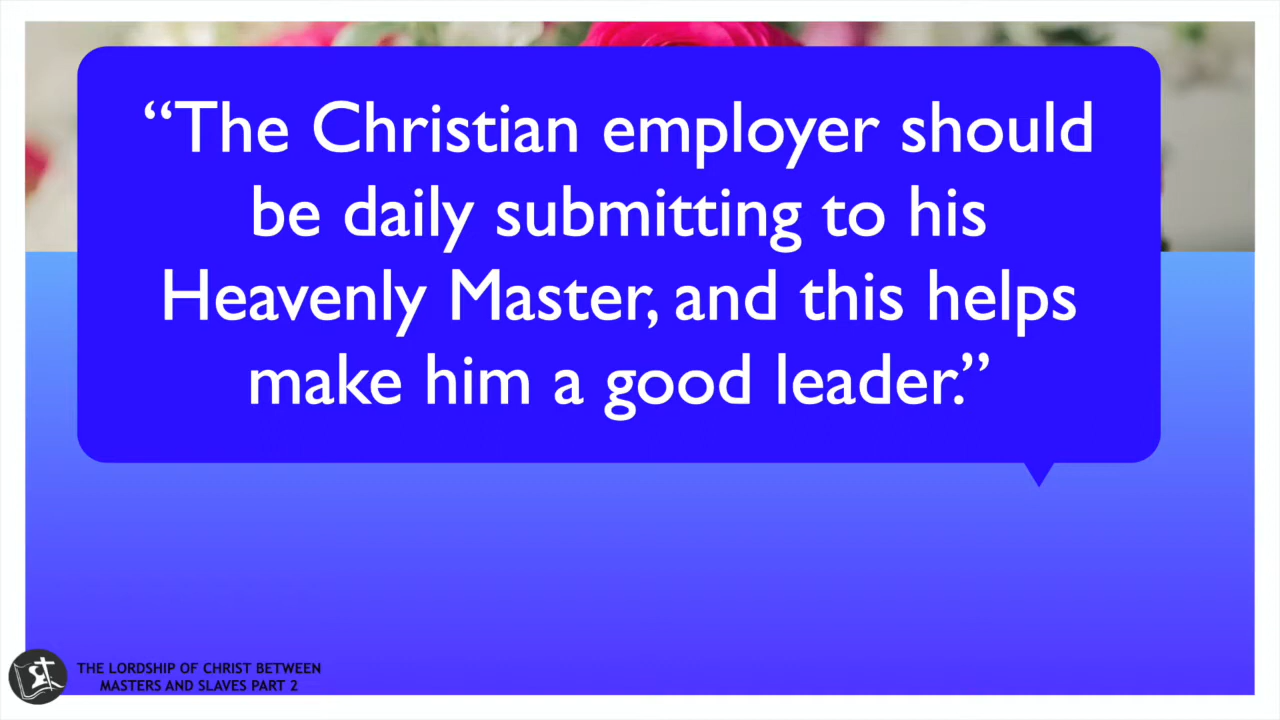 “The Christian employer should
be daily submitting to his
Heavenly Master, and this helps
make him a good leader.”
THE LORDSHIP OF CHRIST BETWEEN
MASTERS AND SLAVES PART 2